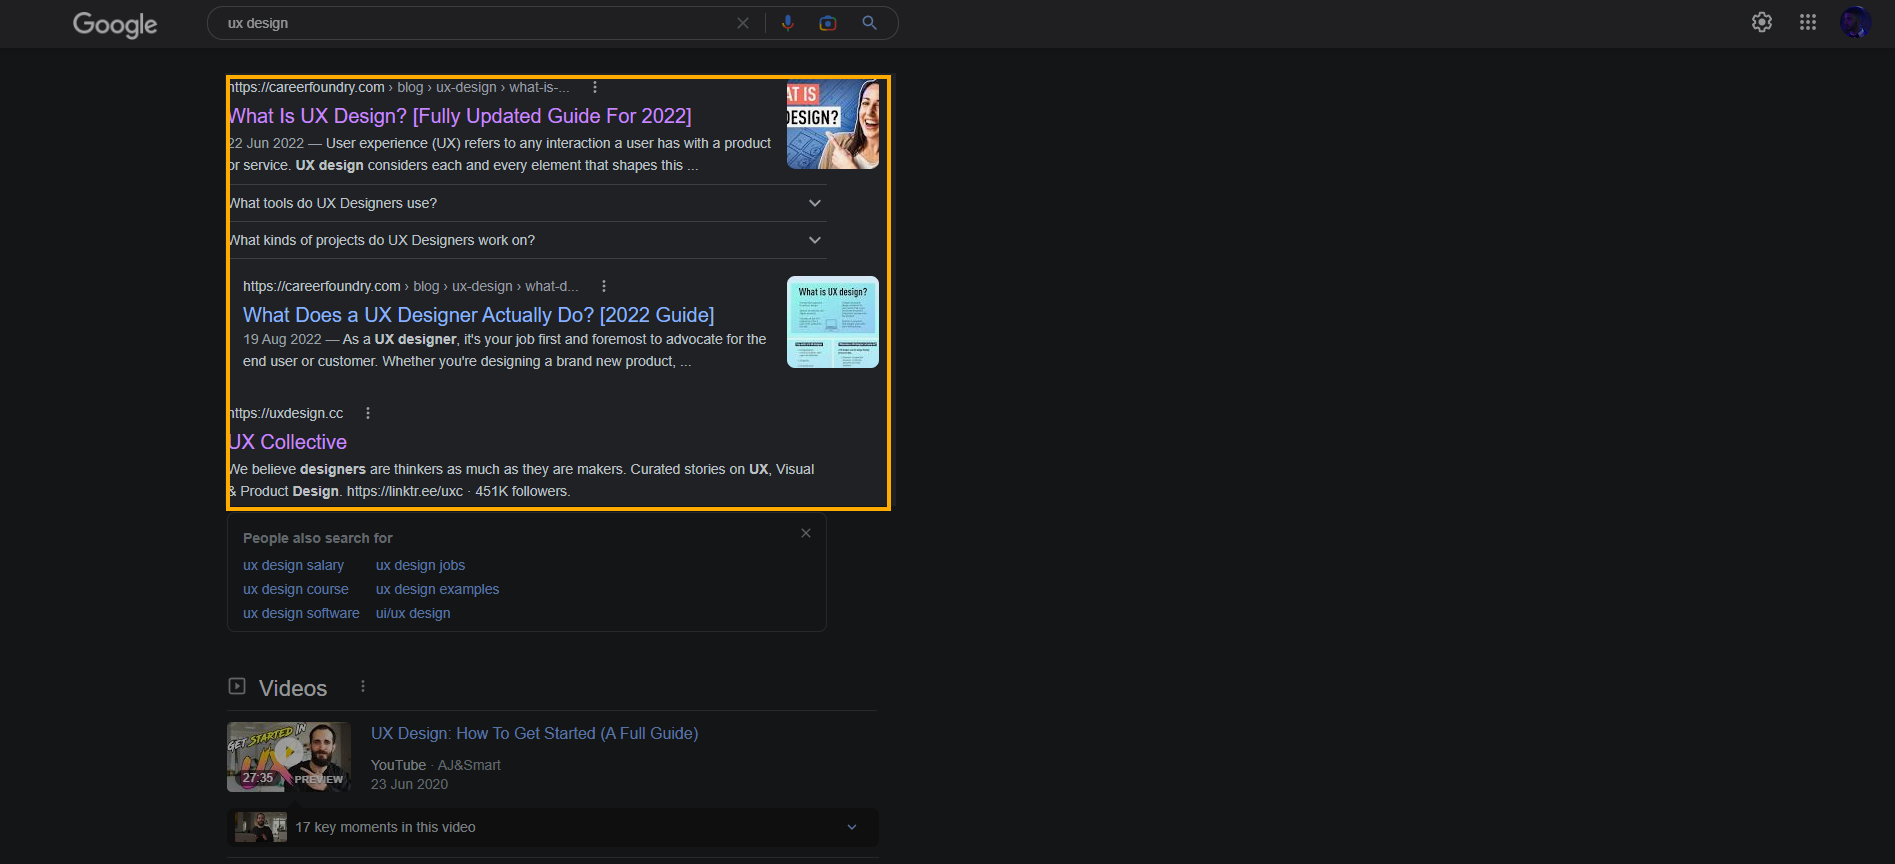 Google
ux design
https://careerfoundry.com › blog › ux-design › what-is-...
What Is UX Design? [Fully Updated Guide For 2022]
22 Jun 2022 — User experience (UX) refers to any interaction a user has with a product
or service. UX design considers each and every element that shapes this ...
AT IS
DESIGN?
What tools do UX Designers use?
What kinds of projects do UX Designers work on?
https://careerfoundry.com › blog › ux-design › what-d...
What Does a UX Designer Actually Do? [2022 Guide]
19 Aug 2022 — As a UX designer, it's your job first and foremost to advocate for the
end user or customer. Whether you're designing a brand new product, ...
What is UX design?
https://uxdesign.cc
UX Collective
We believe designers are thinkers as much as they are makers. Curated stories on UX, Visual
& Product Design. https://linktr.ee/uxc · 451K followers.
People also search for
ux design salary
ux design jobs
ux design course
ux design examples
ux design software
ui/ux design
Videos
GET STARTED IN
UX
27:35
PREVIEW
UX Design: How To Get Started (A Full Guide)
YouTube · AJ&Smart
23 Jun 2020
17 key moments in this video